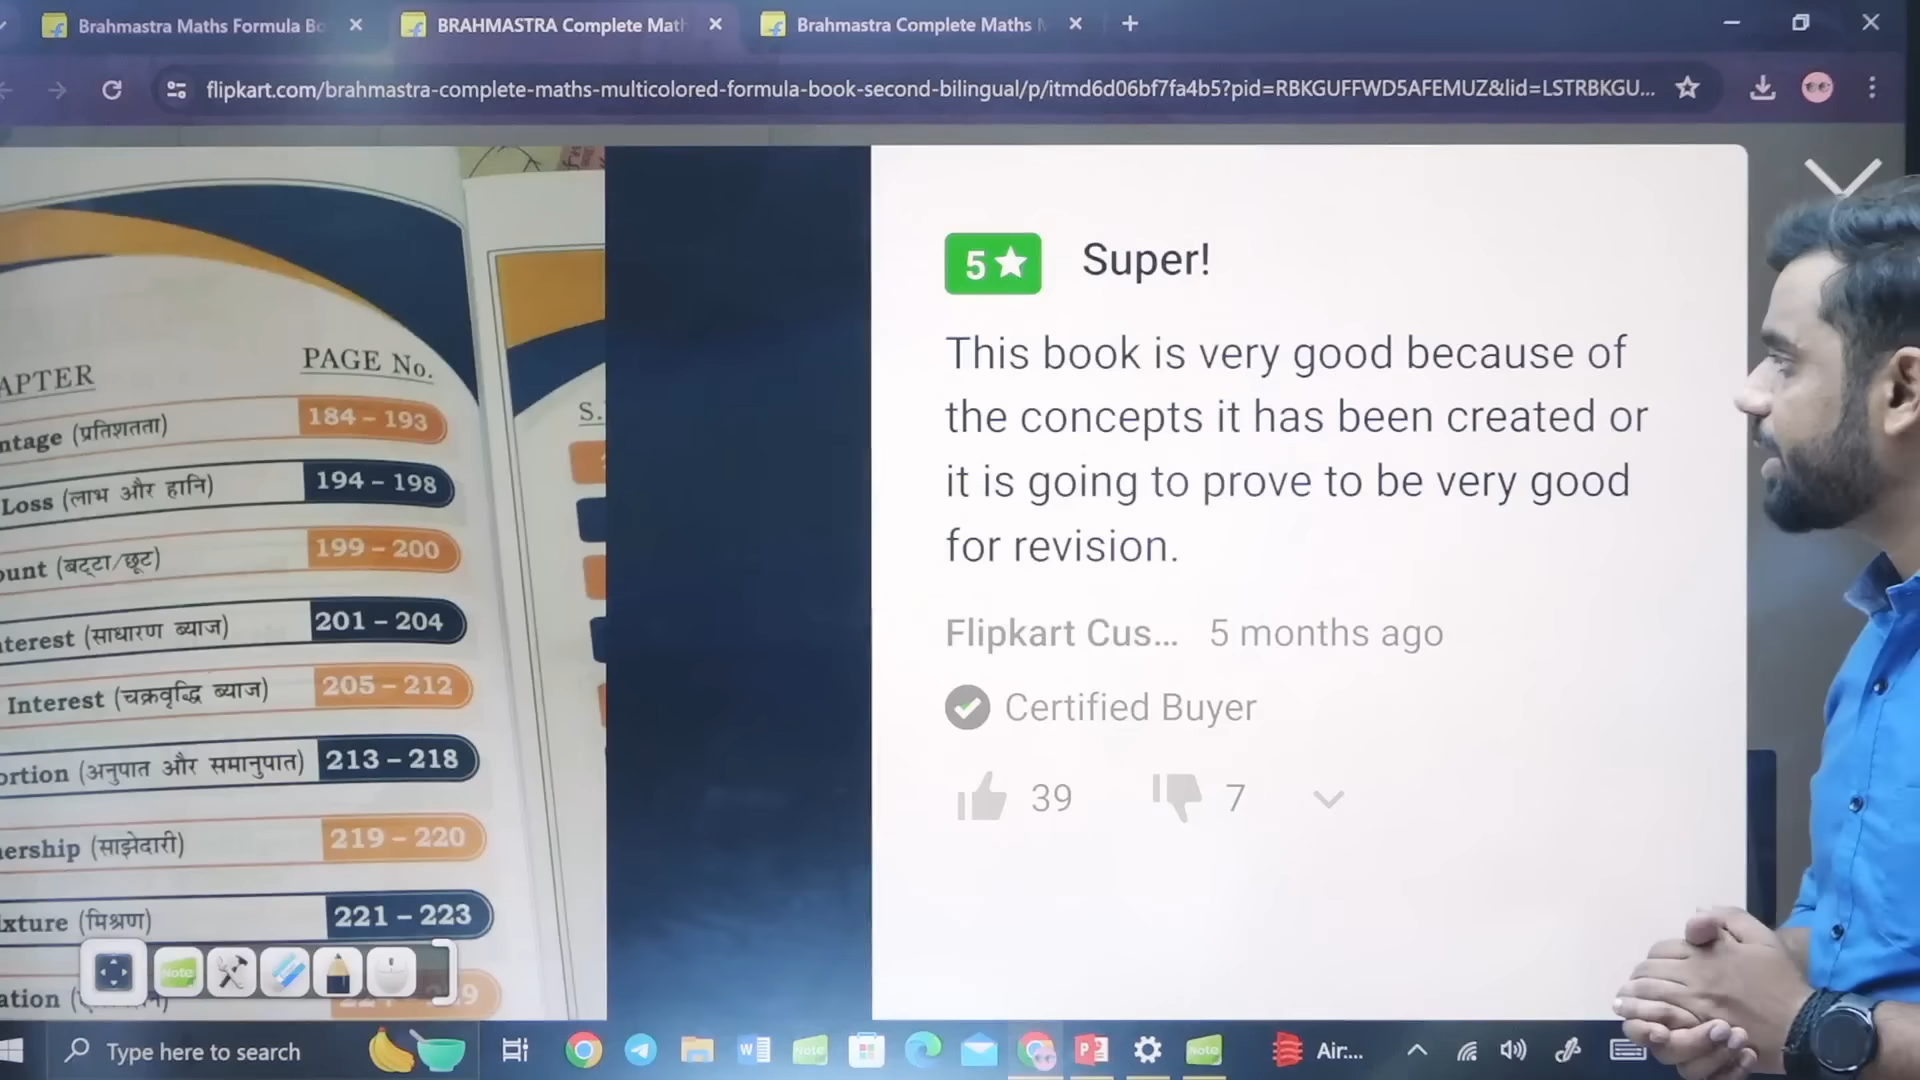 Brahmastra Maths Formula Bo
BRAHMASTRA Complete Mat
Brahmastra Complete Maths
flipkart.com/brahmastra-complete-maths-multicolored-formula-book-second-bilingual/p/itmd6d06bf7fa4b5?pid=RBKGUFFWD5AFEMUZ&lid=LSTRBKGU...
APTER PAGE No.
ntage (प्रतिशतता) 184 – 193
Loss (लाभ और हानि) 194 – 198
ount (बट्टा/छूट) 199 – 200
terest (साधारण ब्याज) 201 – 204
Interest (चक्रवृद्धि ब्याज) 205 – 212
ortion (अनुपात और समानुपात) 213 – 218
ership (साझेदारी) 219 – 220
xture (मिश्रण) 221 – 223
ation
S.
5 Super!
This book is very good because of
the concepts it has been created or
it is going to prove to be very good
for revision.
Flipkart Cus... 5 months ago
Certified Buyer
39 7
Note
Type here to search
Note
Air:...
Note